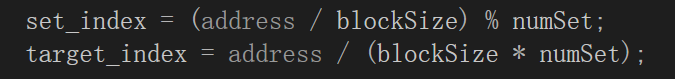 set_index = (address / blockSize) % numSet;
target_index = address / (blockSize * numSet);